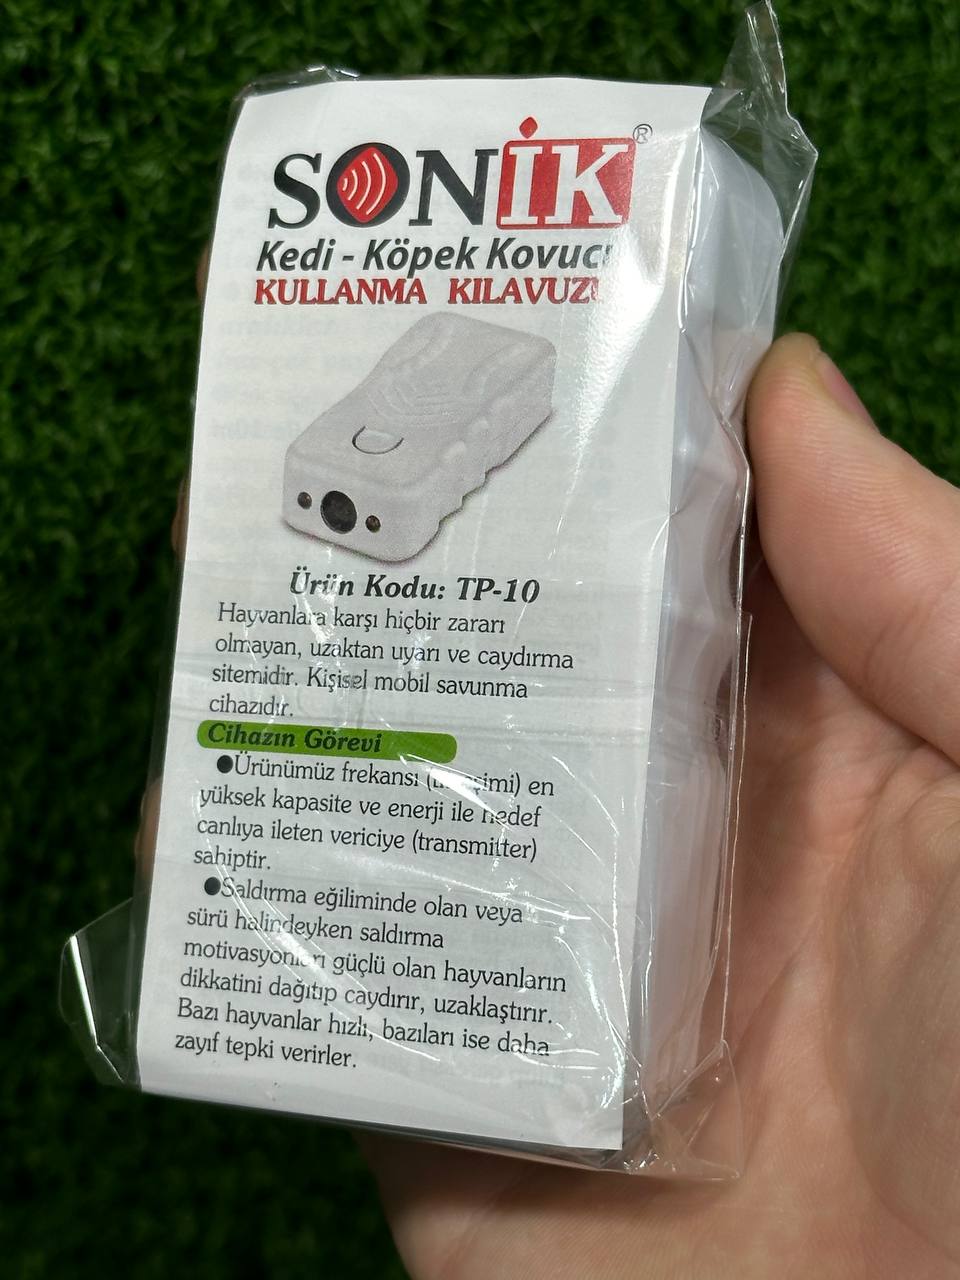 SONİK®
Kedi - Köpek Kovucu
KULLANMA KILAVUZU
Ürün Kodu: TP-10
Hayvanlara karşı hiçbir zararı
olmayan, uzaktan uyarı ve caydırma
sitemidir. Kişisel mobil savunma
cihazıdır.
Cihazın Görevi
●Ürünümüz frekansı en
yüksek kapasite ve enerji ile hedef
canlıya ileten vericiye (transmitter)
sahiptir.
●Saldırma eğiliminde olan veya
sürü halindeyken saldırma
motivasyonları güçlü olan hayvanların
dikkatini dağıtıp caydırır, uzaklaştırır.
Bazı hayvanlar hızlı, bazıları ise daha
zayıf tepki verirler.